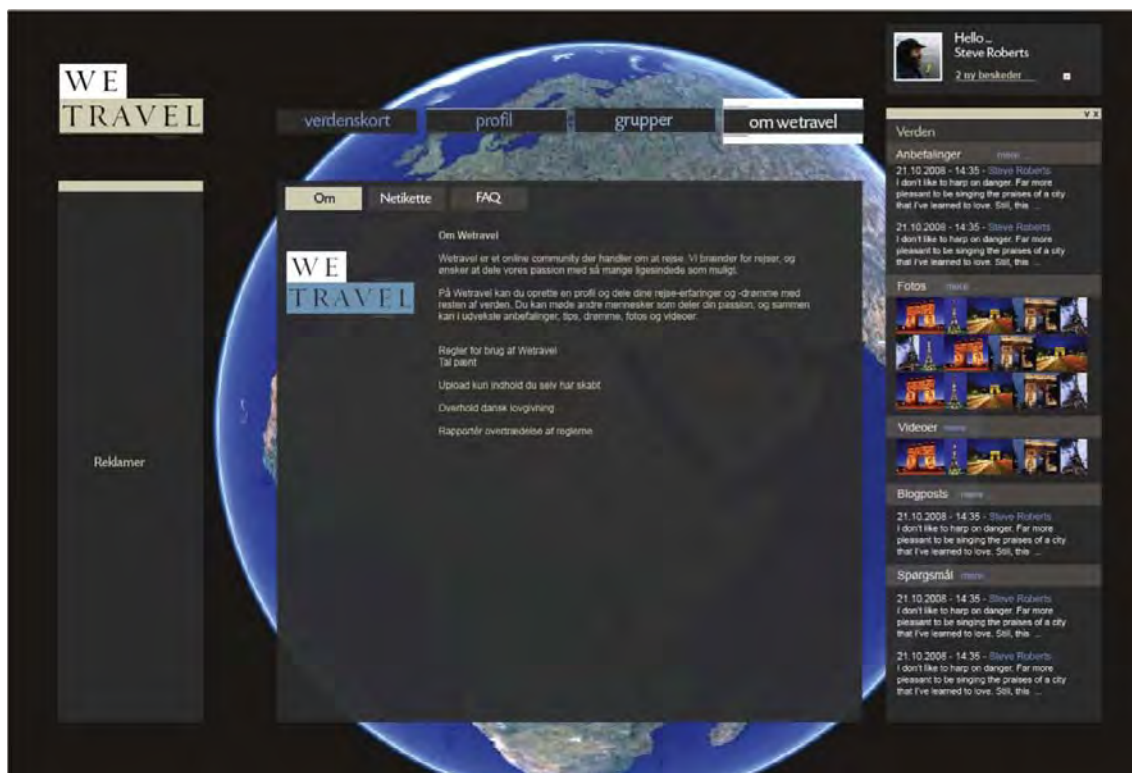 WE
TRAVEL
verdenskort
profil
grupper
om wetravel
Hello ...
Steve Roberts
2 ny beskeder
Reklamer
Om
Netikette
FAQ
WE
TRAVEL
Om Wetravel
Wetravel er et online community der handler om at rejse. Vi brænder for rejser, og
ønsker at dele vores passion med så mange ligesindede som muligt.
På Wetravel kan du oprette en profil og dele dine rejse-erfaringer og -drømme med
resten af verden. Du kan møde andre mennesker som deler din passion, og sammen
kan i udveksle anbefalinger, tips, drømme, fotos og videoer.
Regler for brug af Wetravel
Tal pænt
Upload kun indhold du selv har skabt
Overhold dansk lovgivning
Rapportér overtrædelse af reglerne
V X
Verden
Anbefalinger mere ...
21.10.2008 - 14:35 - Steve Roberts
I don't like to harp on danger. Far more
pleasant to be singing the praises of a city
that I've learned to love. Still, this ...
21.10.2008 - 14:35 - Steve Roberts
I don't like to harp on danger. Far more
pleasant to be singing the praises of a city
that I've learned to love. Still, this ...
Fotos mere ...
Videoer mere ...
Blogposts mere ...
21.10.2008 - 14:35 - Steve Roberts
I don't like to harp on danger. Far more
pleasant to be singing the praises of a city
that I've learned to love. Still, this ...
Spørgsmål mere ...
21.10.2008 - 14:35 - Steve Roberts
I don't like to harp on danger. Far more
pleasant to be singing the praises of a city
that I've learned to love. Still, this ...
21.10.2008 - 14:35 - Steve Roberts
I don't like to harp on danger. Far more
pleasant to be singing the praises of a city
that I've learned to love. Still, this ...